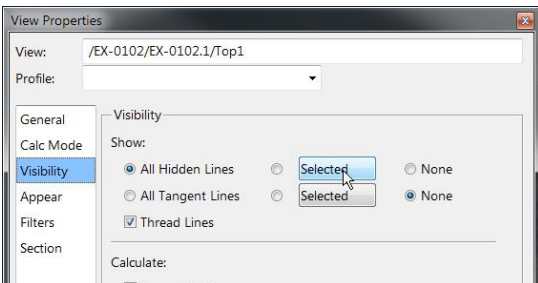 View Properties
View: /EX-0102/EX-0102.1/Top1
Profile:
General
Calc Mode
Visibility
Appear
Filters
Section
Visibility
Show:
All Hidden Lines Selected None
All Tangent Lines Selected None
Thread Lines
Calculate: